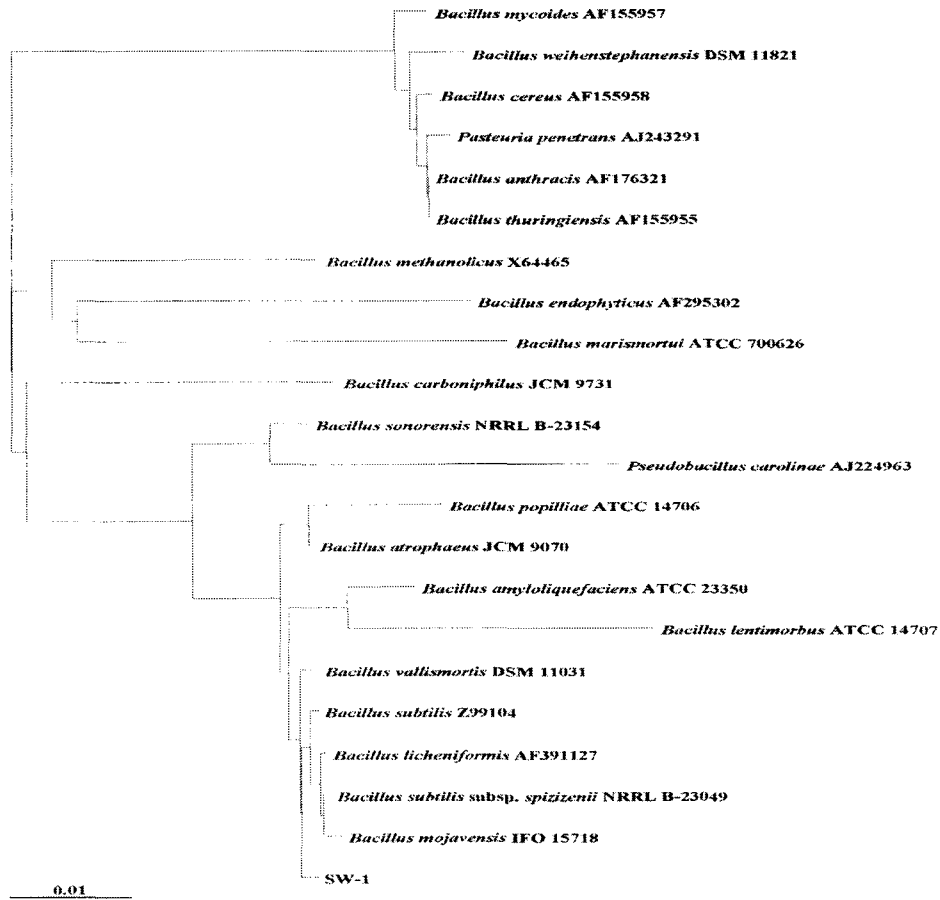 Bacillus mycoides AF155957
Bacillus weihenstephanensis DSM 11821
Bacillus cereus AF155958
Pasteuria penetrans AJ243291
Bacillus anthracis AF176321
Bacillus thuringiensis AF155955
Bacillus methanolicus X64465
Bacillus endophyticus AF295302
Bacillus marismortui ATCC 700626
Bacillus carboniphilus JCM 9731
Bacillus sonorensis NRRL B-23154
Pseudobacillus carolinae AJ224963
Bacillus popilliae ATCC 14706
Bacillus atrophaeus JCM 9070
Bacillus amyloliquefaciens ATCC 23350
Bacillus lentimorbus ATCC 14707
Bacillus vallismortis DSM 11031
Bacillus subtilis Z99104
Bacillus licheniformis AF391127
Bacillus subtilis subsp. spizizenii NRRL B-23049
Bacillus mojavensis IFO 15718
SW-1
0.01